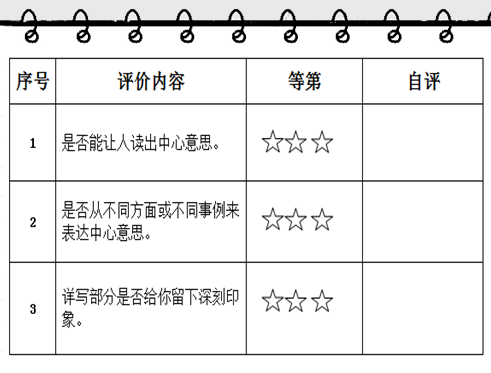 序号 评价内容 等第 自评
1 是否能让人读出中心意思。 ☆☆☆
2 是否从不同方面或不同事例来
表达中心意思。 ☆☆☆
3 详写部分是否给你留下深刻印
象。 ☆☆☆